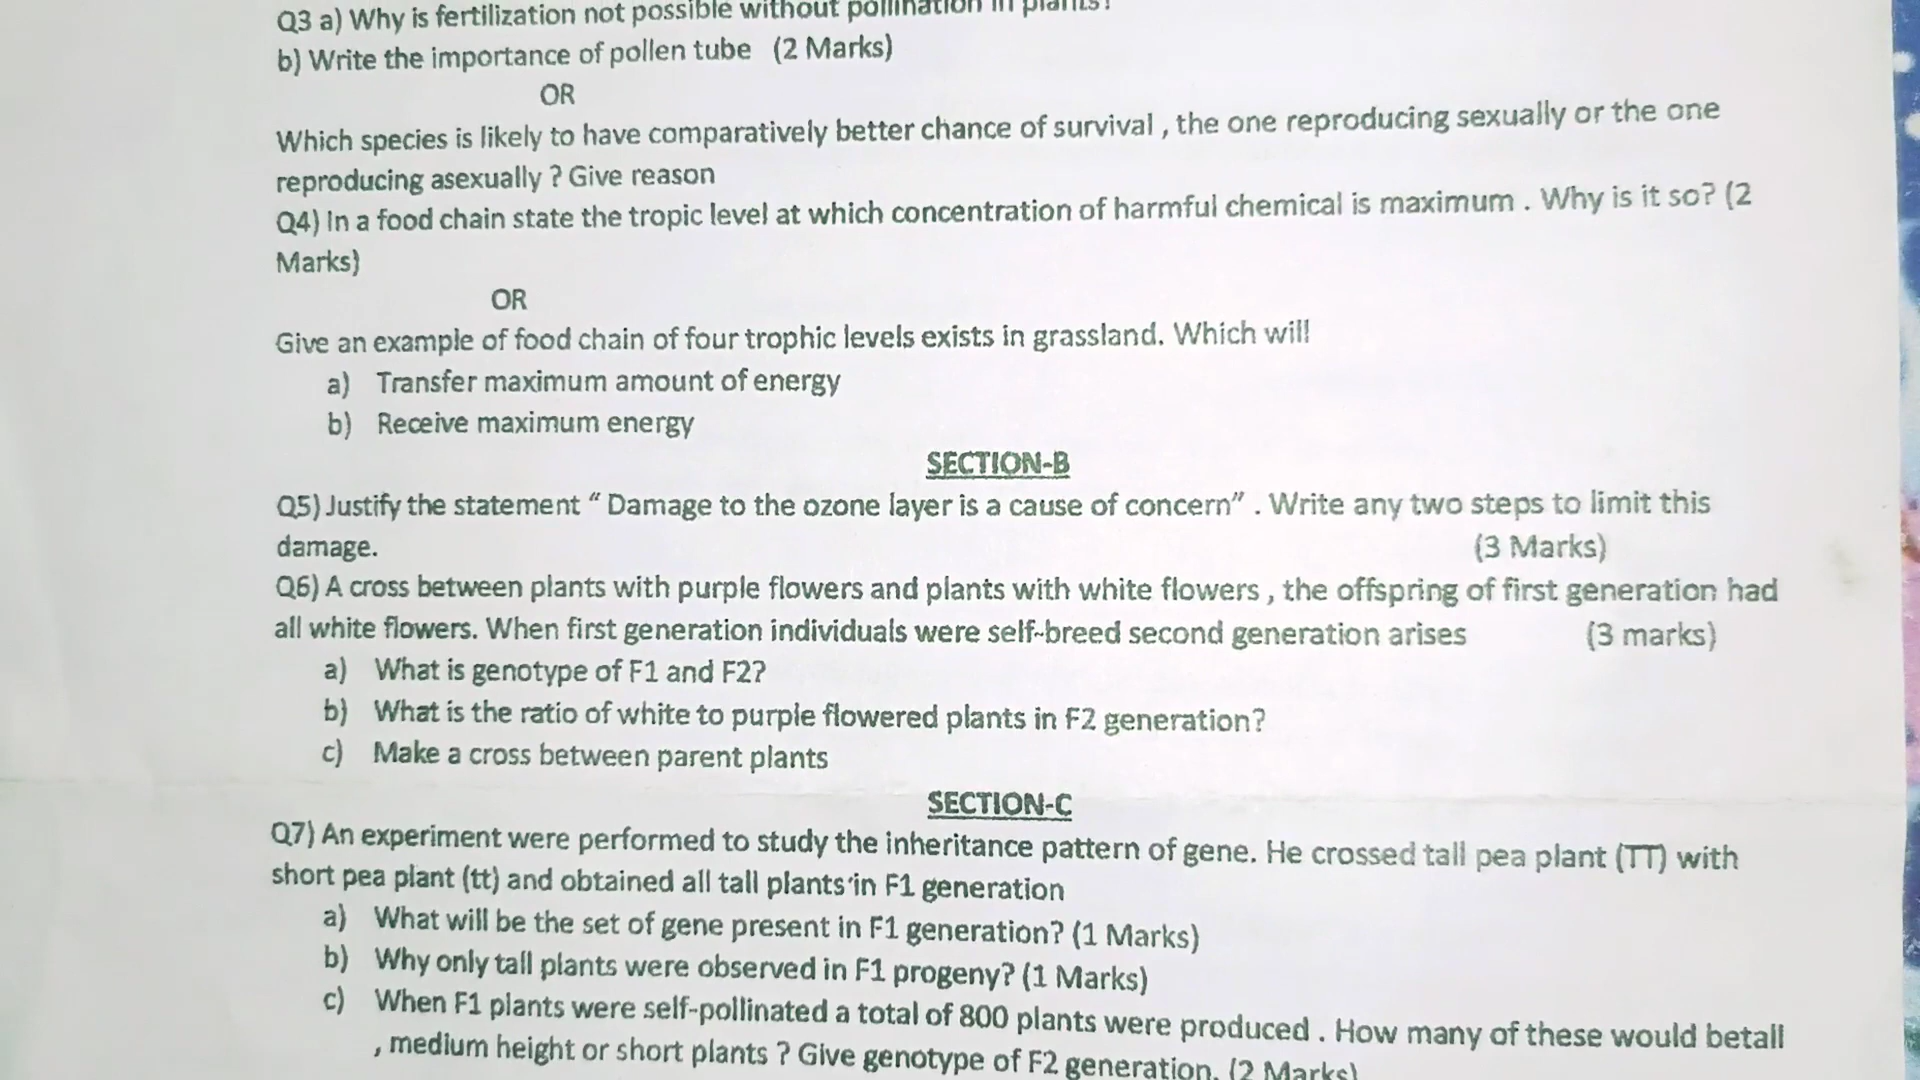 Q3 a) Why is fertilization not possible without pollination in plants?
b) Write the importance of pollen tube (2 Marks)
OR
Which species is likely to have comparatively better chance of survival , the one reproducing sexually or the one
reproducing asexually ? Give reason
Q4) In a food chain state the tropic level at which concentration of harmful chemical is maximum . Why is it so? (2
Marks)
OR
Give an example of food chain of four trophic levels exists in grassland. Which will
a) Transfer maximum amount of energy
b) Receive maximum energy
SECTION-B
Q5) Justify the statement “ Damage to the ozone layer is a cause of concern” . Write any two steps to limit this
damage. (3 Marks)
Q6) A cross between plants with purple flowers and plants with white flowers , the offspring of first generation had
all white flowers. When first generation individuals were self-breed second generation arises (3 marks)
a) What is genotype of F1 and F2?
b) What is the ratio of white to purple flowered plants in F2 generation?
c) Make a cross between parent plants
SECTION-C
Q7) An experiment were performed to study the inheritance pattern of gene. He crossed tall pea plant (TT) with
short pea plant (tt) and obtained all tall plants in F1 generation
a) What will be the set of gene present in F1 generation? (1 Marks)
b) Why only tall plants were observed in F1 progeny? (1 Marks)
c) When F1 plants were self-pollinated a total of 800 plants were produced . How many of these would betall
, medium height or short plants ? Give genotype of F2 generation. (2 Marks)